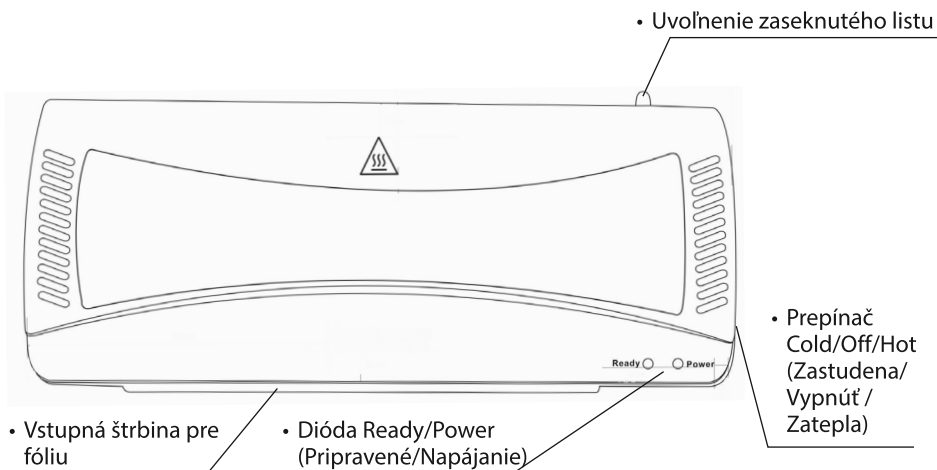 • Uvoľnenie zaseknutého listu
Ready Power
• Prepínač
Cold/Off/Hot
(Zastudena/
Vypnúť /
Zatepla)
• Vstupná štrbina pre
fóliu
• Dióda Ready/Power
(Pripravené/Napájanie)